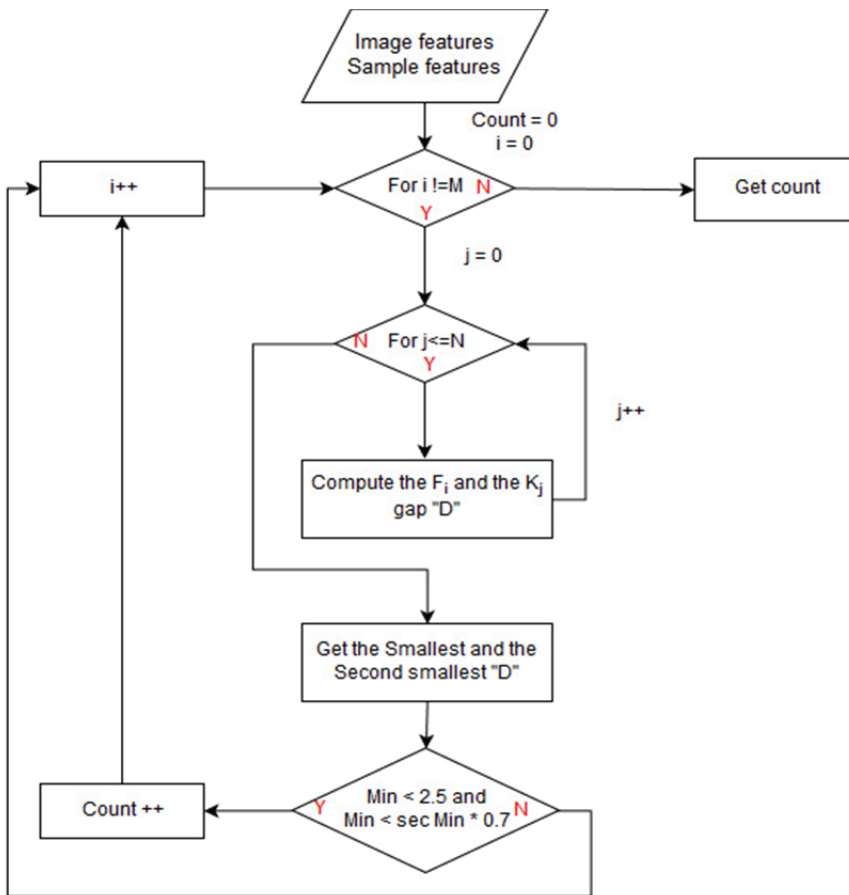 Image features
Sample features
Count = 0
i = 0
i++
For i !=M
N
Get count
Y
j = 0
N
For j<=N
Y
j++
Compute the Fi and the Kj
gap "D"
Get the Smallest and the
Second smallest "D"
Count ++
Y
Min < 2.5 and
Min < sec Min * 0.7
N